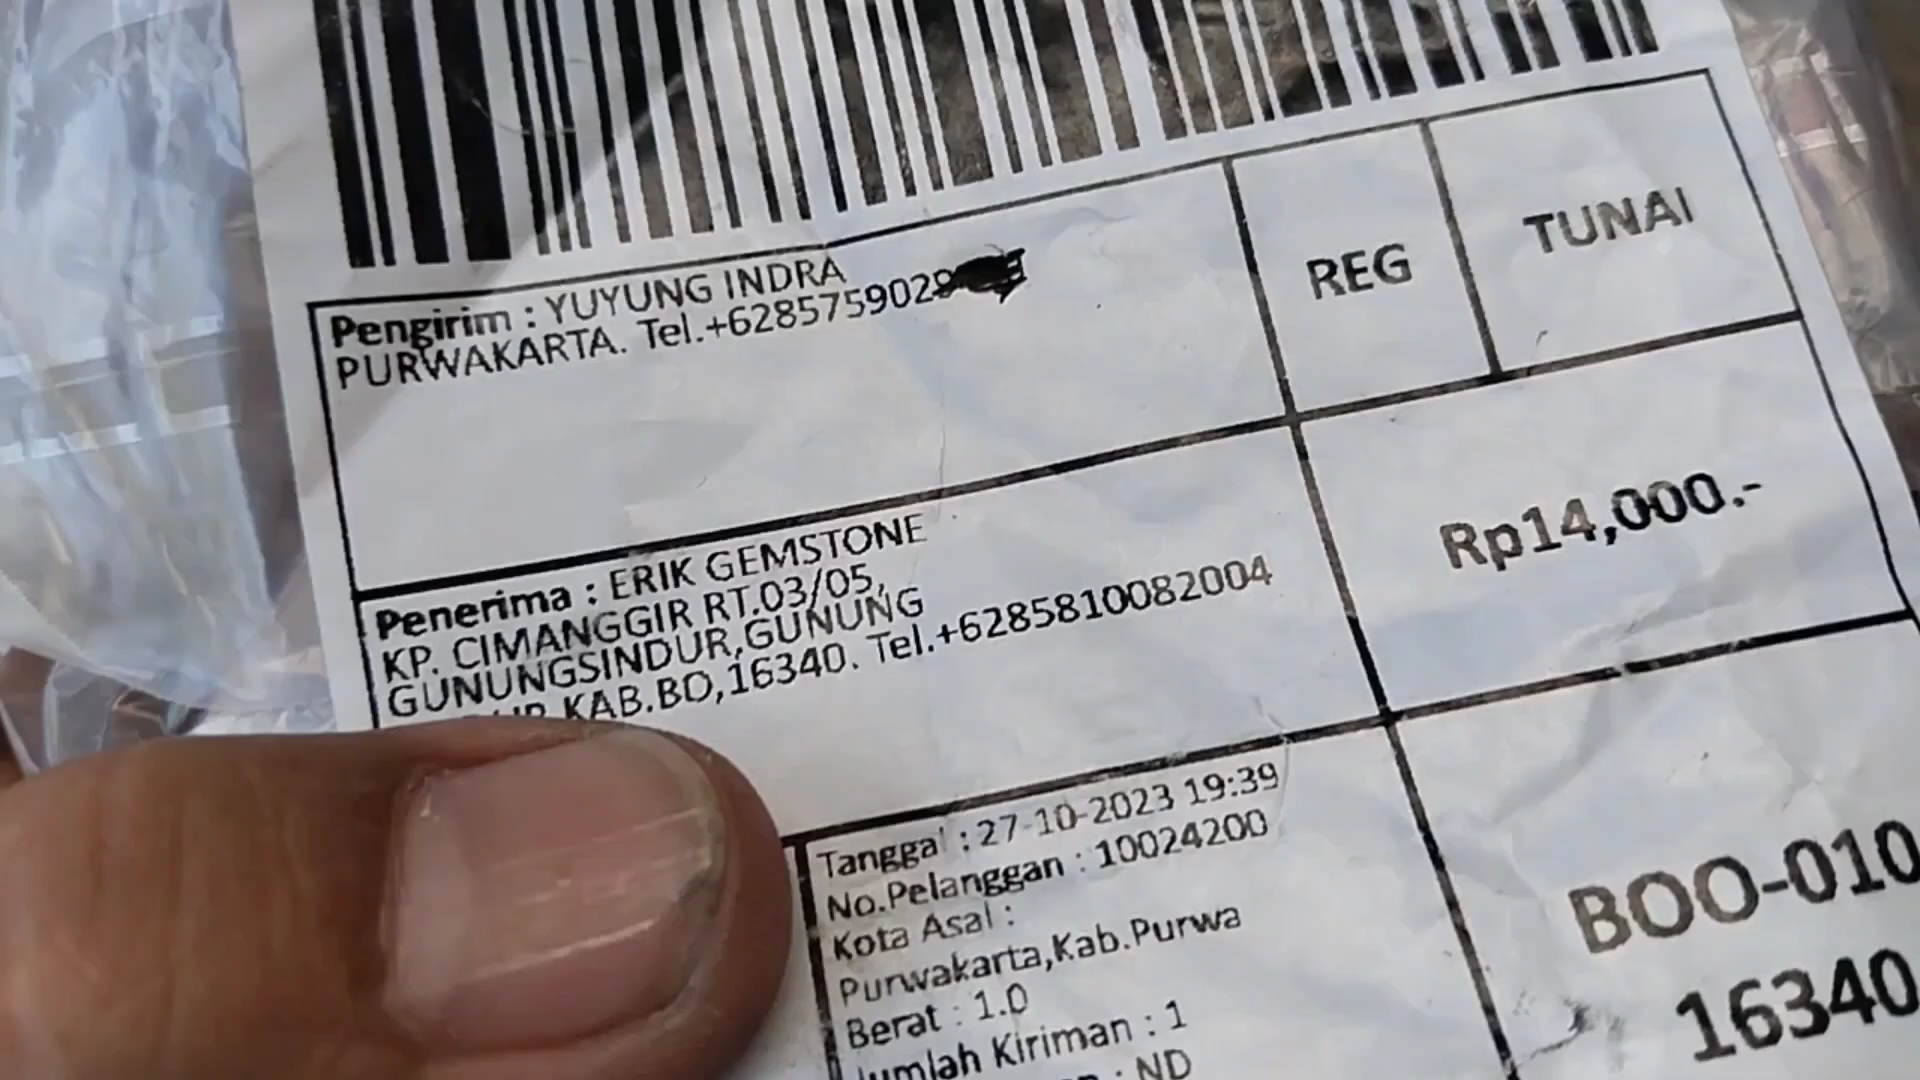 Pengirim : YUYUNG INDRA
PURWAKARTA. Tel.+628575902
REG
TUNAI
Penerima : ERIK GEMSTONE
KP. CIMANGGIR RT.03/05,
GUNUNGSINDUR,GUNUNG
KAB.BO,16340. Tel.+6285810082004
Rp14,000.-
Tanggal : 27-10-2023 19:39
No.Pelanggan : 10024200
Kota Asal :
Purwakarta,Kab.Purwa
Berat : 1.0
Jumlah Kiriman : 1
: ND
BOO-010
16340